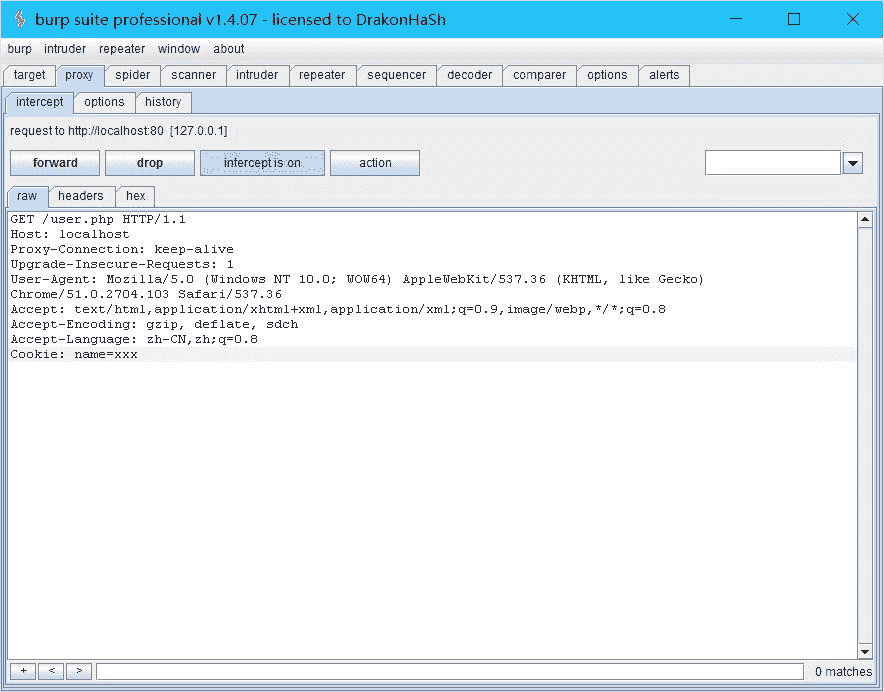 burp suite professional v1.4.07 - licensed to DrakonHaSh
burp intruder repeater window about
target proxy spider scanner intruder repeater sequencer decoder comparer options alerts
intercept options history
request to http://localhost:80 [127.0.0.1]
forward drop intercept is on action
raw headers hex
GET /user.php HTTP/1.1
Host: localhost
Proxy-Connection: keep-alive
Upgrade-Insecure-Requests: 1
User-Agent: Mozilla/5.0 (Windows NT 10.0; WOW64) AppleWebKit/537.36 (KHTML, like Gecko)
Chrome/51.0.2704.103 Safari/537.36
Accept: text/html,application/xhtml+xml,application/xml;q=0.9,image/webp,*/*;q=0.8
Accept-Encoding: gzip, deflate, sdch
Accept-Language: zh-CN,zh;q=0.8
Cookie: name=xxx
+ < > 0 matches